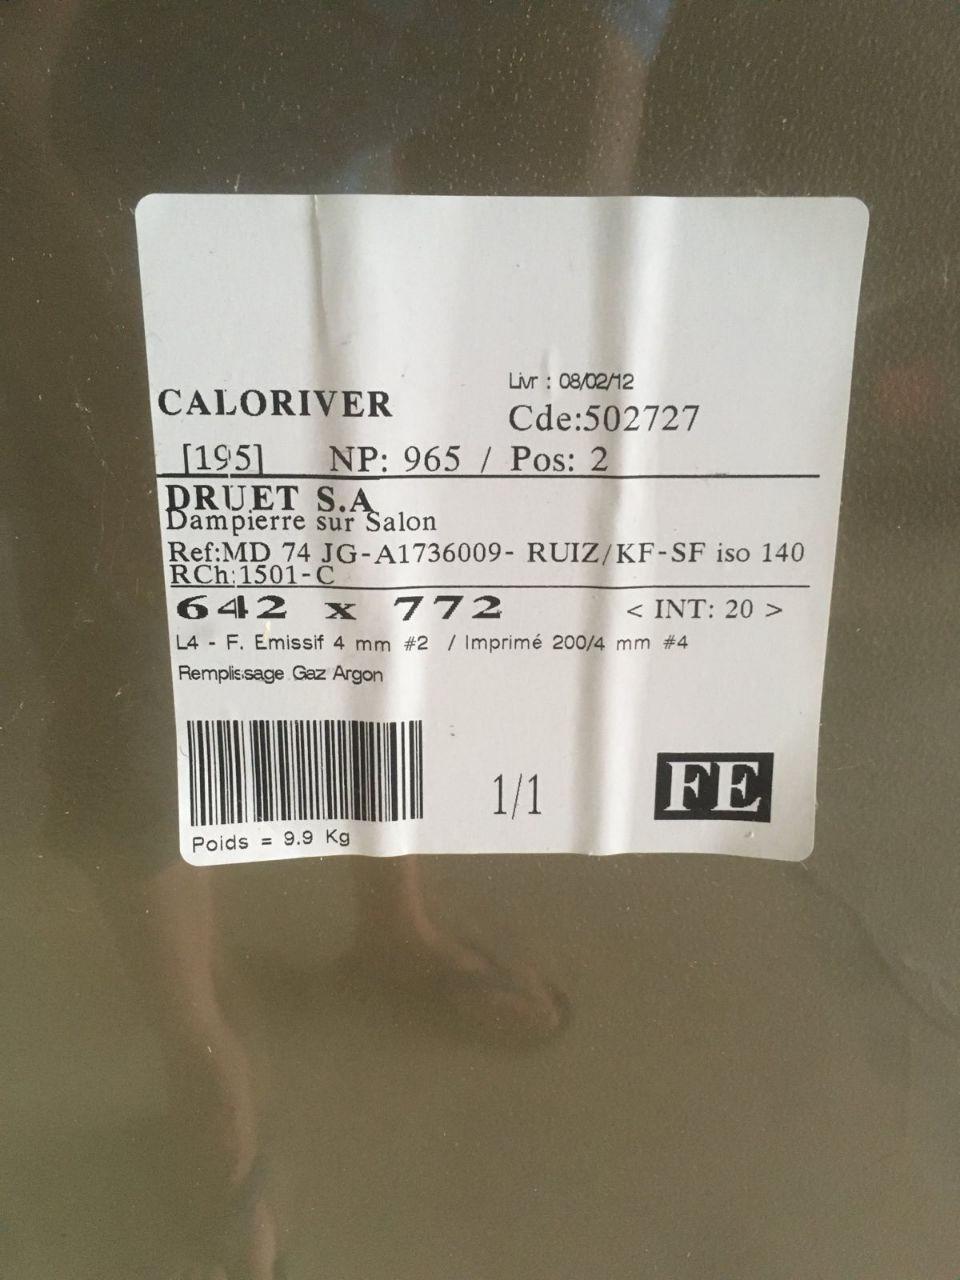 Livr : 08/02/12
CALORIVER
Cde:502727
[195] NP: 965 / Pos: 2
DRUET S.A
Dampierre sur Salon
Ref:MD 74 JG-A1736009- RUIZ/KF-SF iso 140
RCh:1501-C
642 x 772 < INT: 20 >
L4 - F. Emissif 4 mm #2 / Imprimé 200/4 mm #4
Remplissage Gaz Argon
1/1
FE
Poids = 9.9 Kg